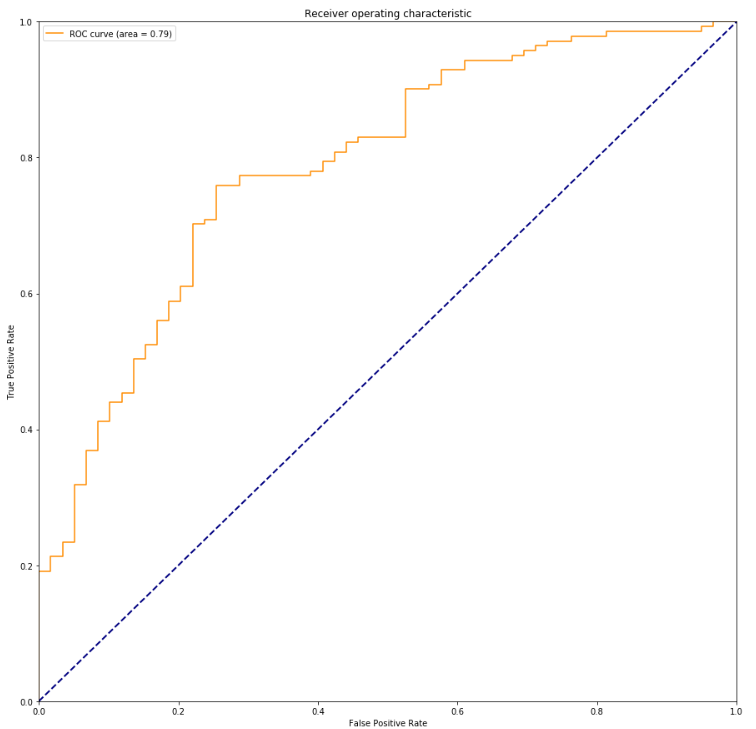 Receiver operating characteristic
1.0
ROC curve (area = 0.79)
0.8
0.6
True Positive Rate
0.4
0.2
0.0
0.0 0.2 0.4 0.6 0.8 1.0
False Positive Rate